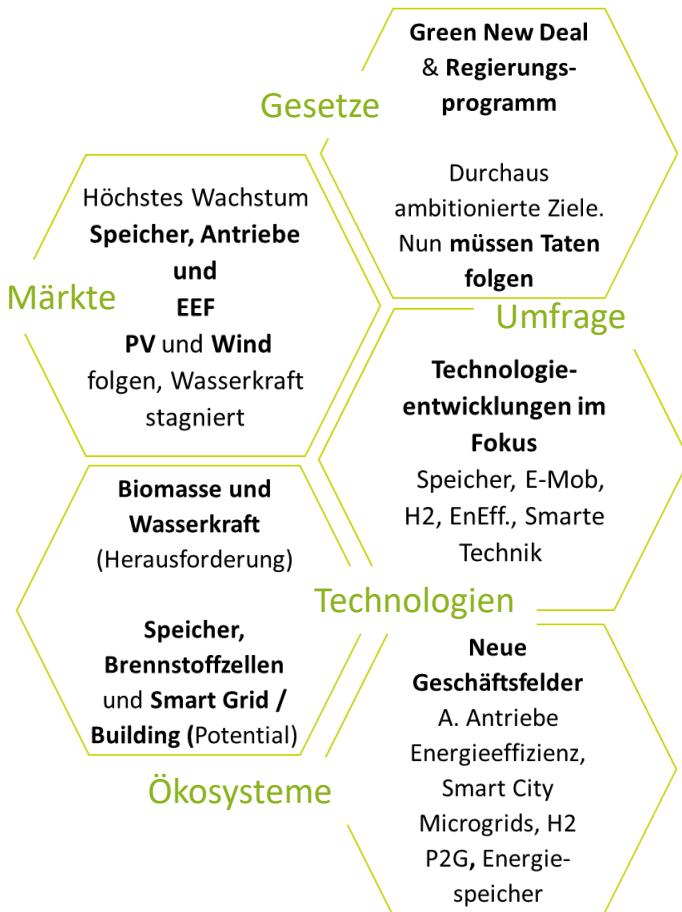 Gesetze
Green New Deal
& Regierungs-
programm
Durchaus
ambitionierte Ziele.
Nun müssen Taten
folgen
Märkte
Höchstes Wachstum
Speicher, Antriebe
und
EEF
PV und Wind
folgen, Wasserkraft
stagniert
Umfrage
Technologie-
entwicklungen im
Fokus
Speicher, E-Mob,
H2, EnEff., Smarte
Technik
Technologien
Biomasse und
Wasserkraft
(Herausforderung)
Speicher,
Brennstoffzellen
und Smart Grid /
Building (Potential)
Ökosysteme
Neue
Geschäftsfelder
A. Antriebe
Energieeffizienz,
Smart City
Microgrids, H2
P2G, Energie-
speicher